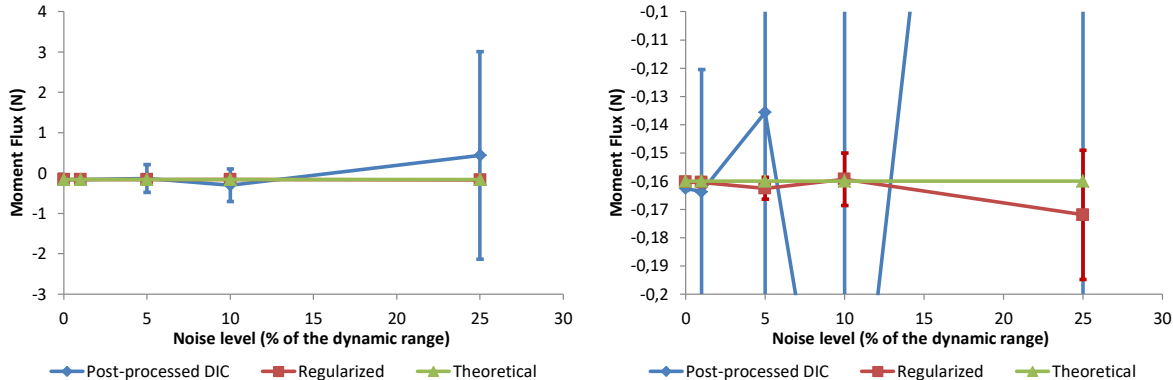 4
3
2
1
0
-1
-2
-3
Moment Flux (N)
0 5 10 15 20 25 30
Noise level (% of the dynamic range)
Post-processed DIC Regularized Theoretical
-0,1
-0,11
-0,12
-0,13
-0,14
-0,15
-0,16
-0,17
-0,18
-0,19
-0,2
Moment Flux (N)
0 5 10 15 20 25 30
Noise level (% of the dynamic range)
Post-processed DIC Regularized Theoretical